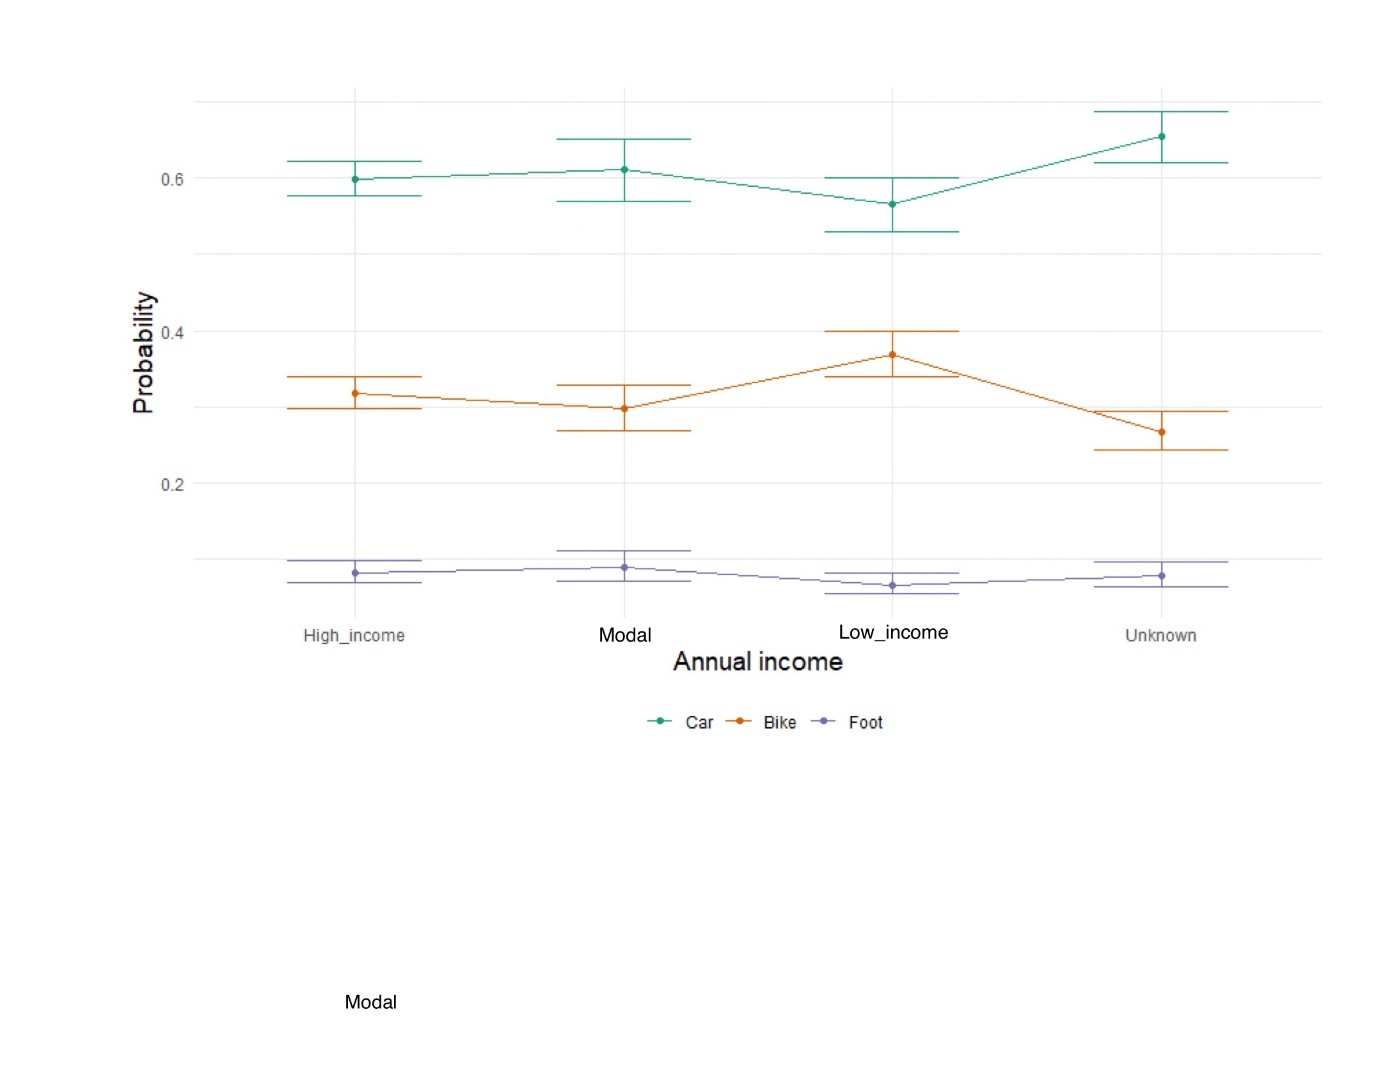 0.6
Probability
0.4
0.2
High_income Modal Low_income Unknown
Annual income
Car Bike Foot
Modal